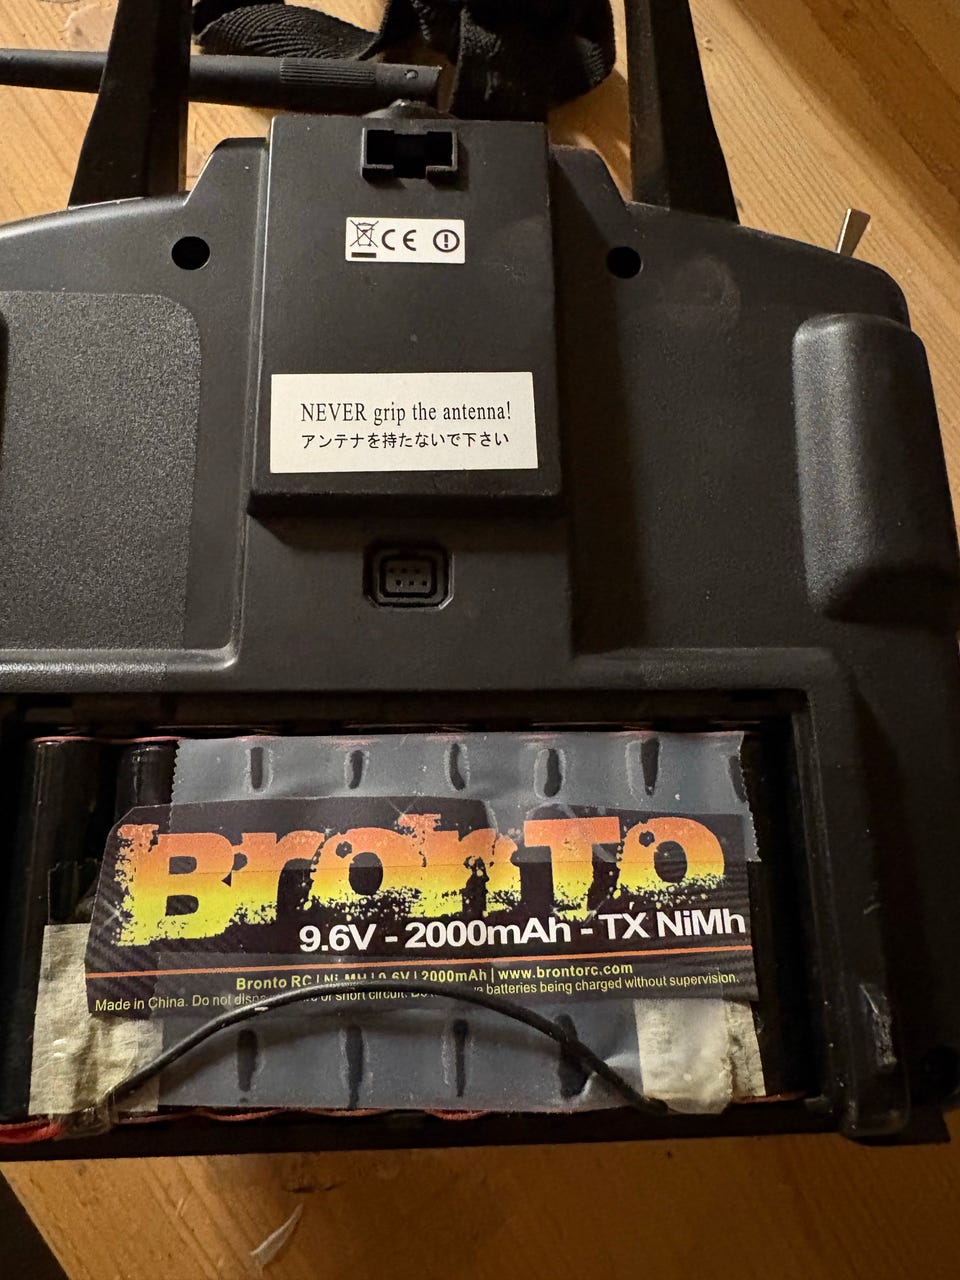 CE
NEVER grip the antenna!
アンテナを持たないで下さい
Bronto
9.6V - 2000mAh - TX NiMh
Bronto RC | Ni-MH | 9.6V | 2000mAh | www.brontorc.com
Made in China. Do not or short circuit. batteries being charged without supervision.